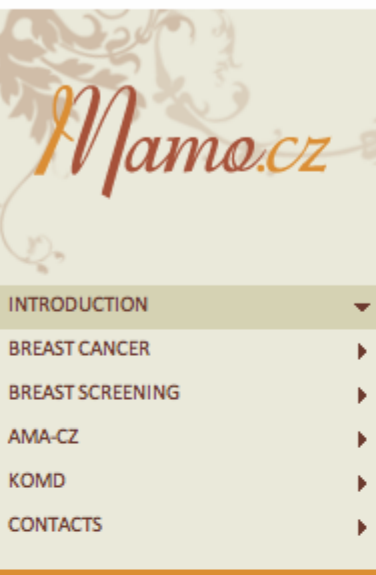 Mamo.cz
INTRODUCTION
BREAST CANCER
BREAST SCREENING
AMA-CZ
KOMD
CONTACTS